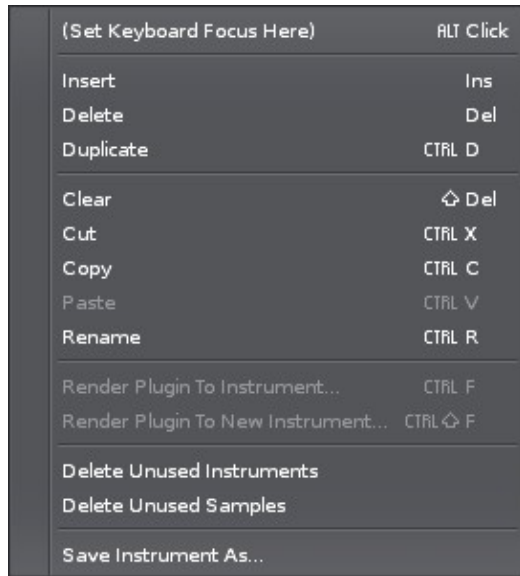 (Set Keyboard Focus Here) ALT Click
Insert Ins
Delete Del
Duplicate CTRL D
Clear ⇧ Del
Cut CTRL X
Copy CTRL C
Paste CTRL V
Rename CTRL R
Render Plugin To Instrument... CTRL F
Render Plugin To New Instrument... CTRL ⇧ F
Delete Unused Instruments
Delete Unused Samples
Save Instrument As...